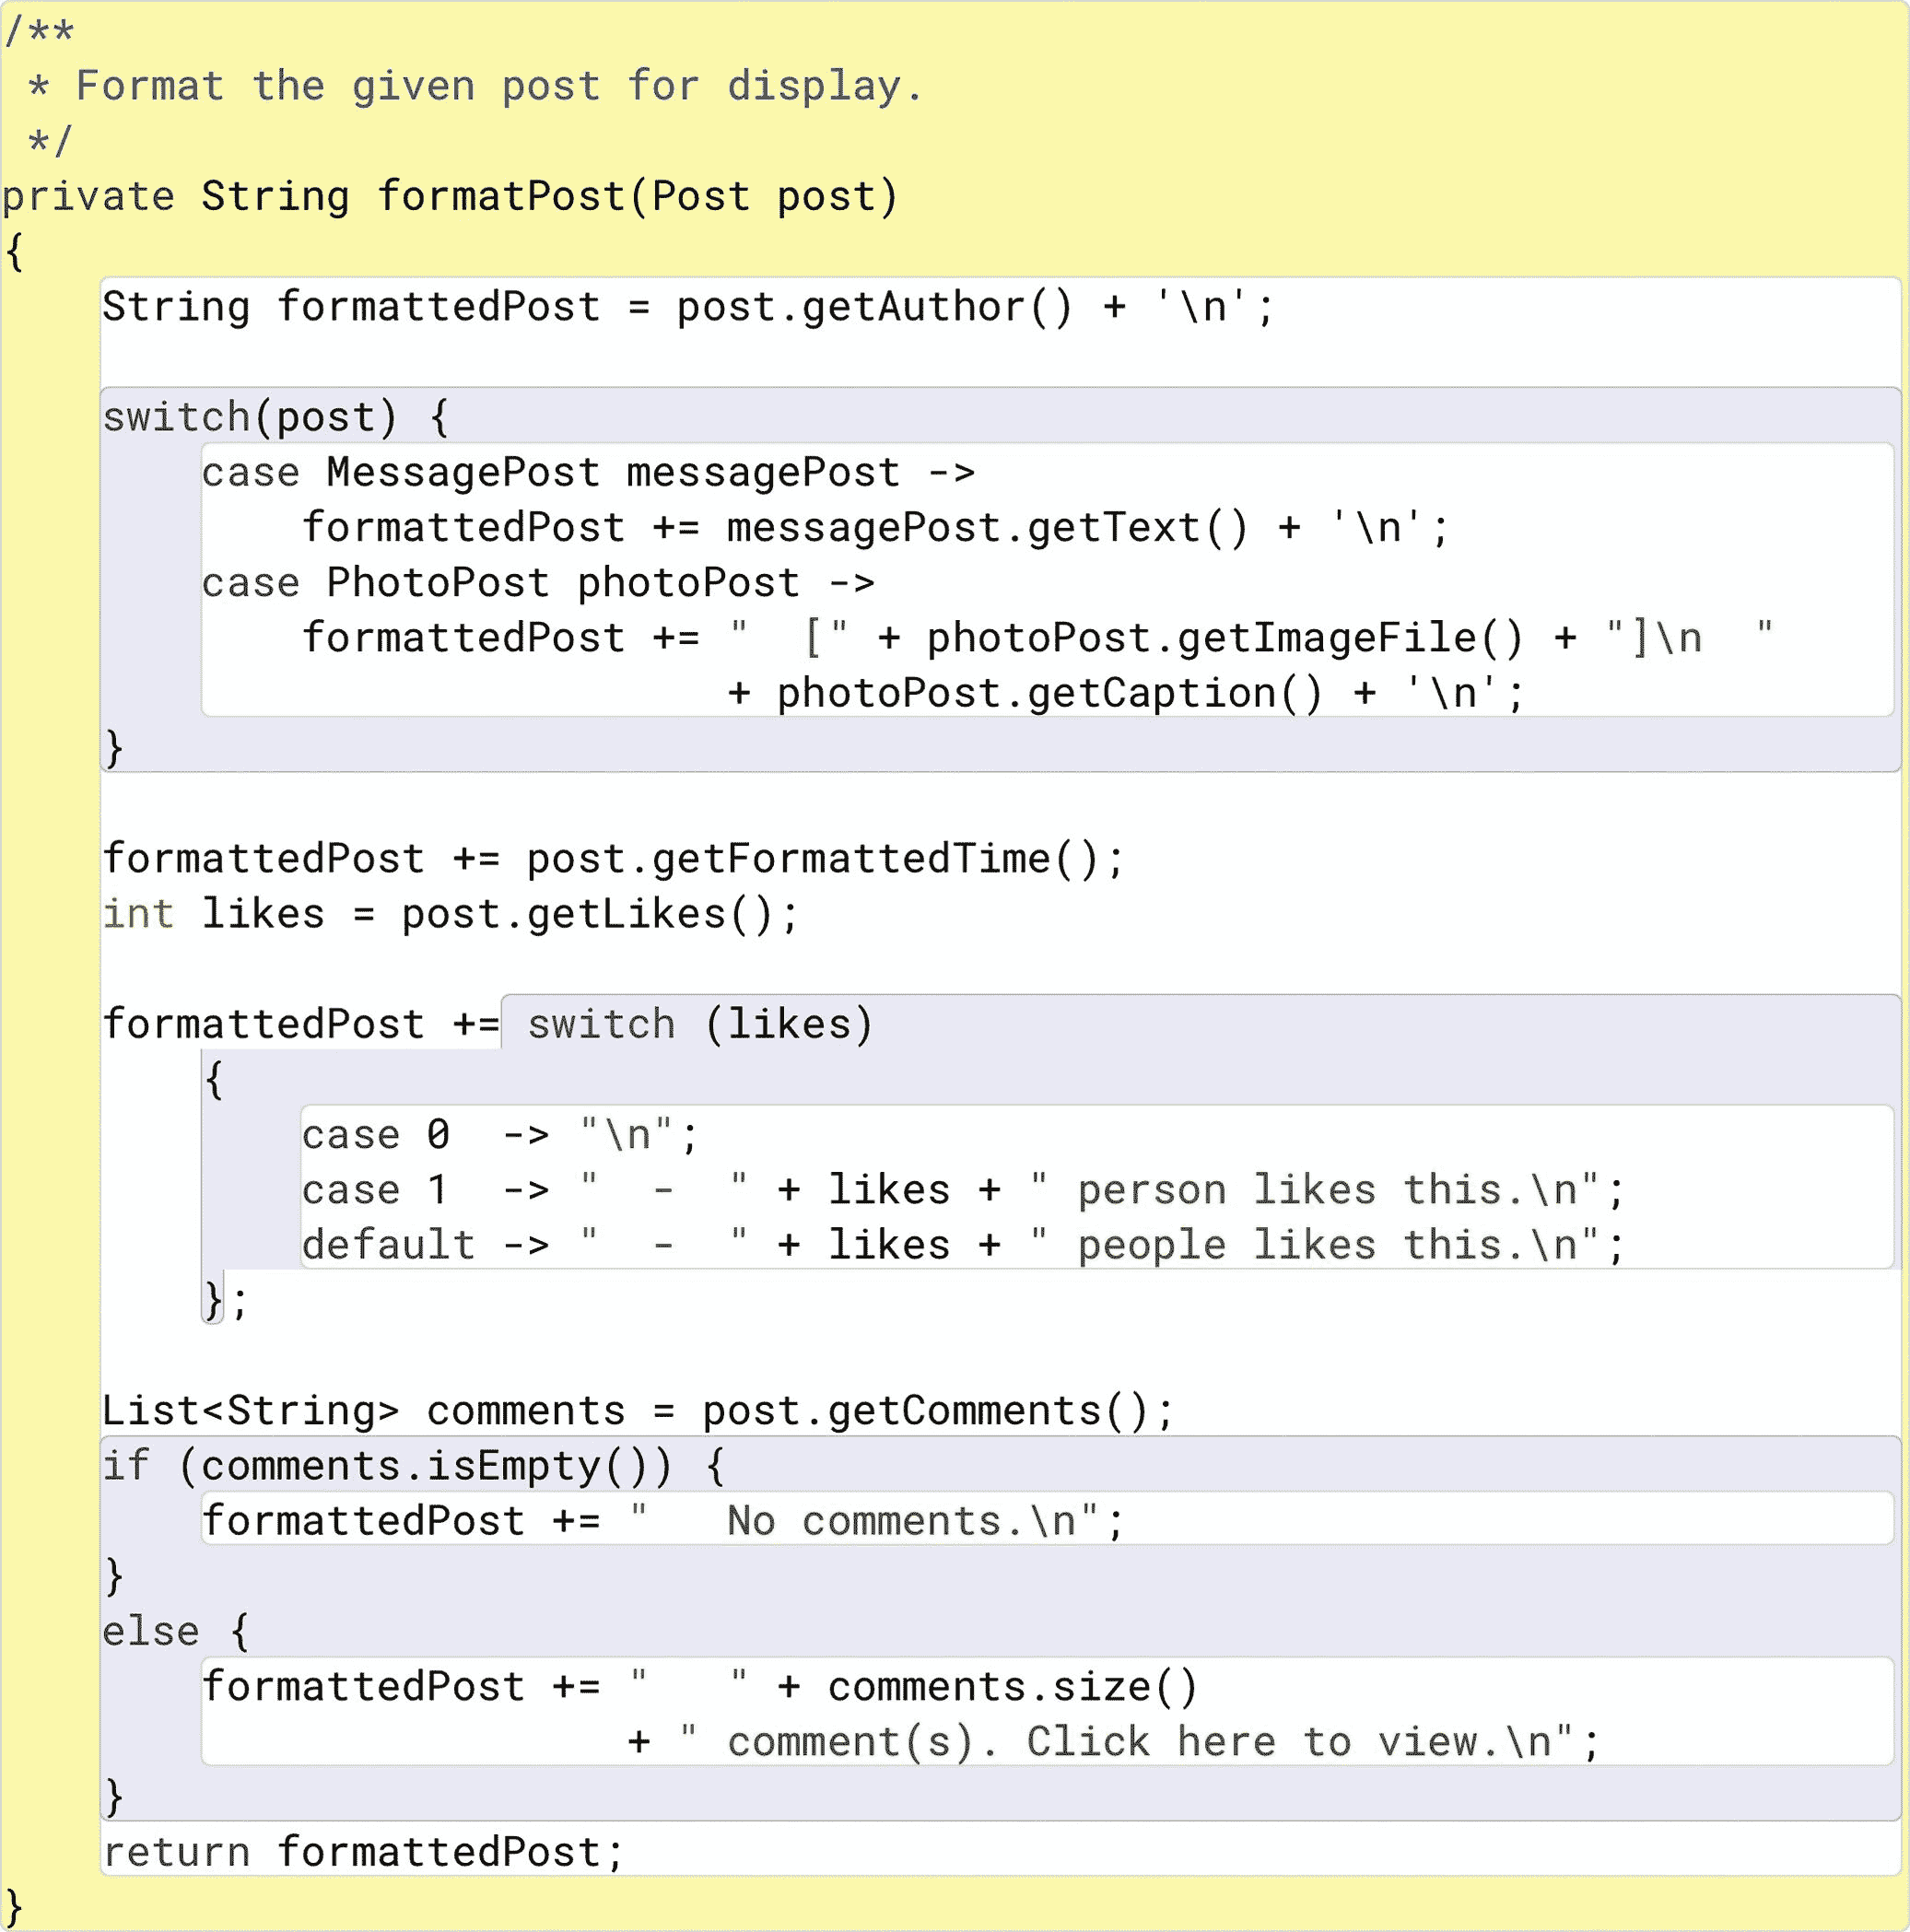 /**
 * Format the given post for display.
 */
private String formatPost(Post post)
{
    String formattedPost = post.getAuthor() + '\n';

    switch(post) {
        case MessagePost messagePost ->
            formattedPost += messagePost.getText() + '\n';
        case PhotoPost photoPost ->
            formattedPost += "  [" + photoPost.getImageFile() + "]\n  "
                             + photoPost.getCaption() + '\n';
    }

    formattedPost += post.getFormattedTime();
    int likes = post.getLikes();

    formattedPost += switch (likes)
        {
            case 0  -> "\n";
            case 1  -> "  -  " + likes + " person likes this.\n";
            default -> "  -  " + likes + " people likes this.\n";
        };

    List<String> comments = post.getComments();
    if (comments.isEmpty()) {
        formattedPost += "   No comments.\n";
    }
    else {
        formattedPost += "   " + comments.size()
                         + " comment(s). Click here to view.\n";
    }
    return formattedPost;
}